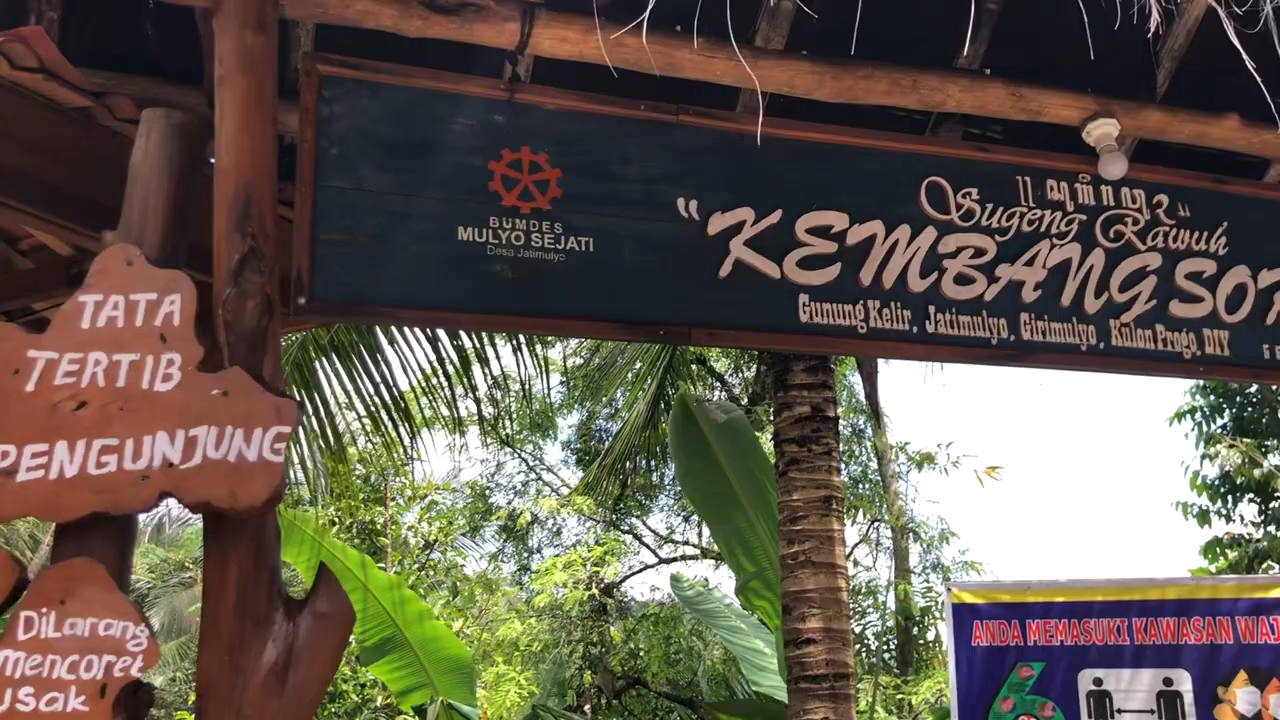 BUMDES
MULYO SEJATI
Desa Jatimulyo
Sugeng Rawuh
"KEMBANG SO
Gunung Kelir, Jatimulyo, Girimulyo, Kulon Progo, DIY
TATA
TERTIB
PENGUNJUNG
DiLarang
Mencoret
usak
ANDA MEMASUKI KAWASAN WAJ
6